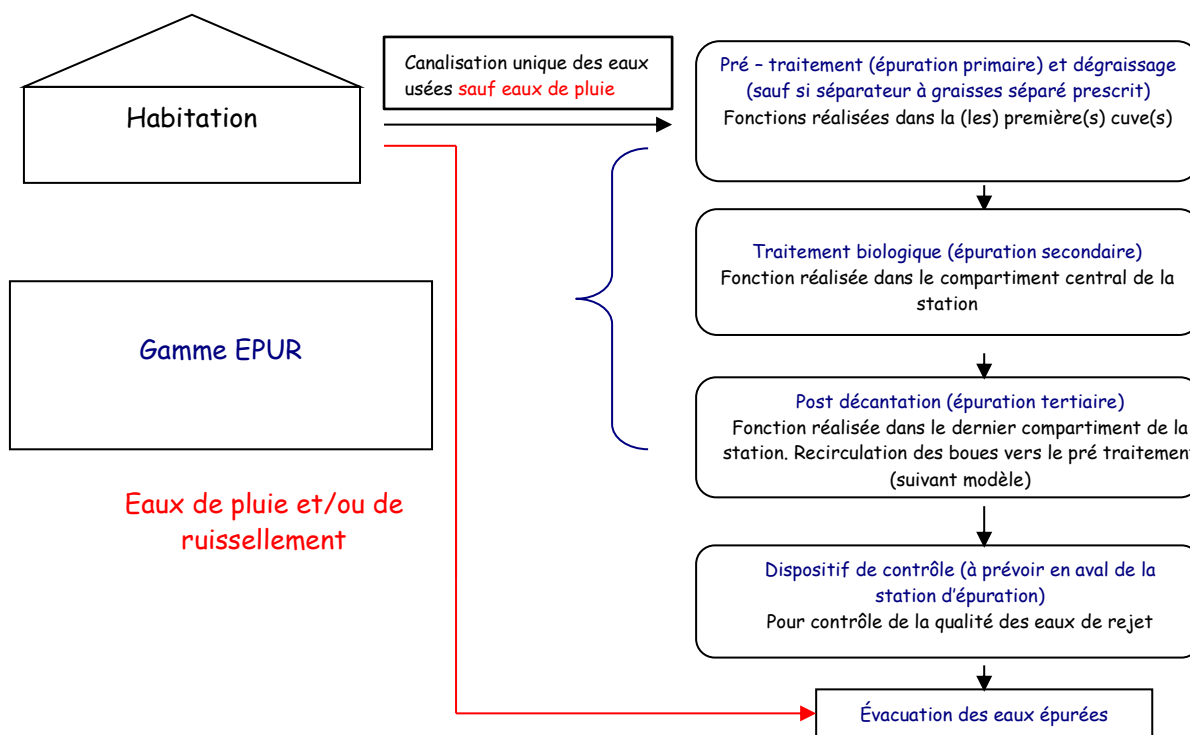 Habitation
Canalisation unique des eaux
usées sauf eaux de pluie
Pré – traitement (épuration primaire) et dégraissage
(sauf si séparateur à graisses séparé prescrit)
Fonctions réalisées dans la (les) première(s) cuve(s)
Traitement biologique (épuration secondaire)
Fonction réalisée dans le compartiment central de la
station
Gamme EPUR
Post décantation (épuration tertiaire)
Fonction réalisée dans le dernier compartiment de la
station. Recirculation des boues vers le pré traitement
(suivant modèle)
Eaux de pluie et/ou de
ruissellement
Dispositif de contrôle (à prévoir en aval de la
station d'épuration)
Pour contrôle de la qualité des eaux de rejet
Évacuation des eaux épurées